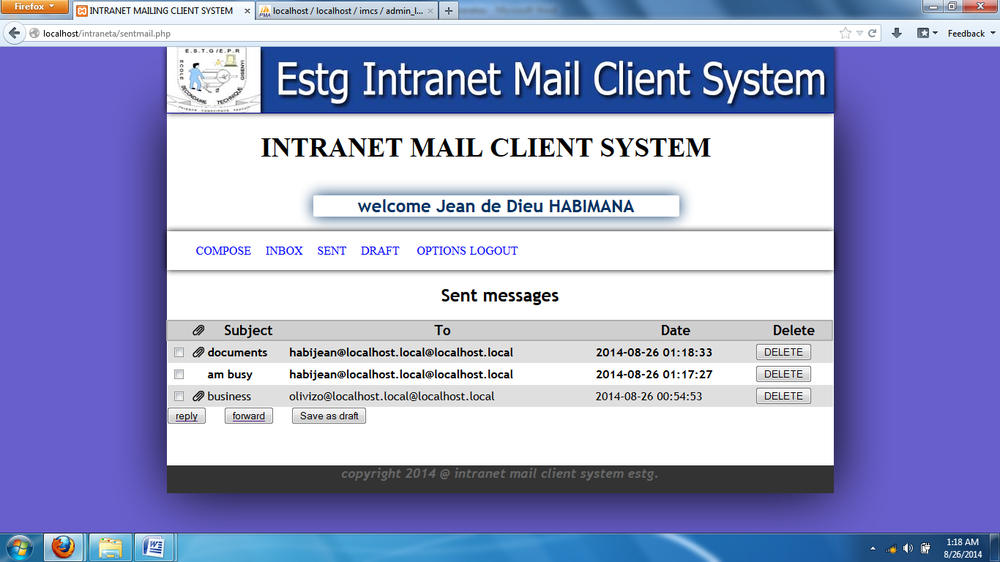 Firefox
INTRANET MAILING CLIENT SYSTEM
localhost / localhost / imcs / admin_l...
localhost/intraneta/sentmail.php
Feedback
E.S.T.G/E.P.R
ECOLE
SECONDAIRE TECHNIQUE
GISENYI
Estg Intranet Mail Client System
INTRANET MAIL CLIENT SYSTEM
welcome Jean de Dieu HABIMANA
COMPOSE INBOX SENT DRAFT OPTIONS LOGOUT
Sent messages
Subject To Date Delete
documents habijean@localhost.local@localhost.local 2014-08-26 01:18:33 DELETE
am busy habijean@localhost.local@localhost.local 2014-08-26 01:17:27 DELETE
business olivizo@localhost.local@localhost.local 2014-08-26 00:54:53 DELETE
reply forward Save as draft
copyright 2014 @ intranet mail client system estg.
1:18 AM
8/26/2014